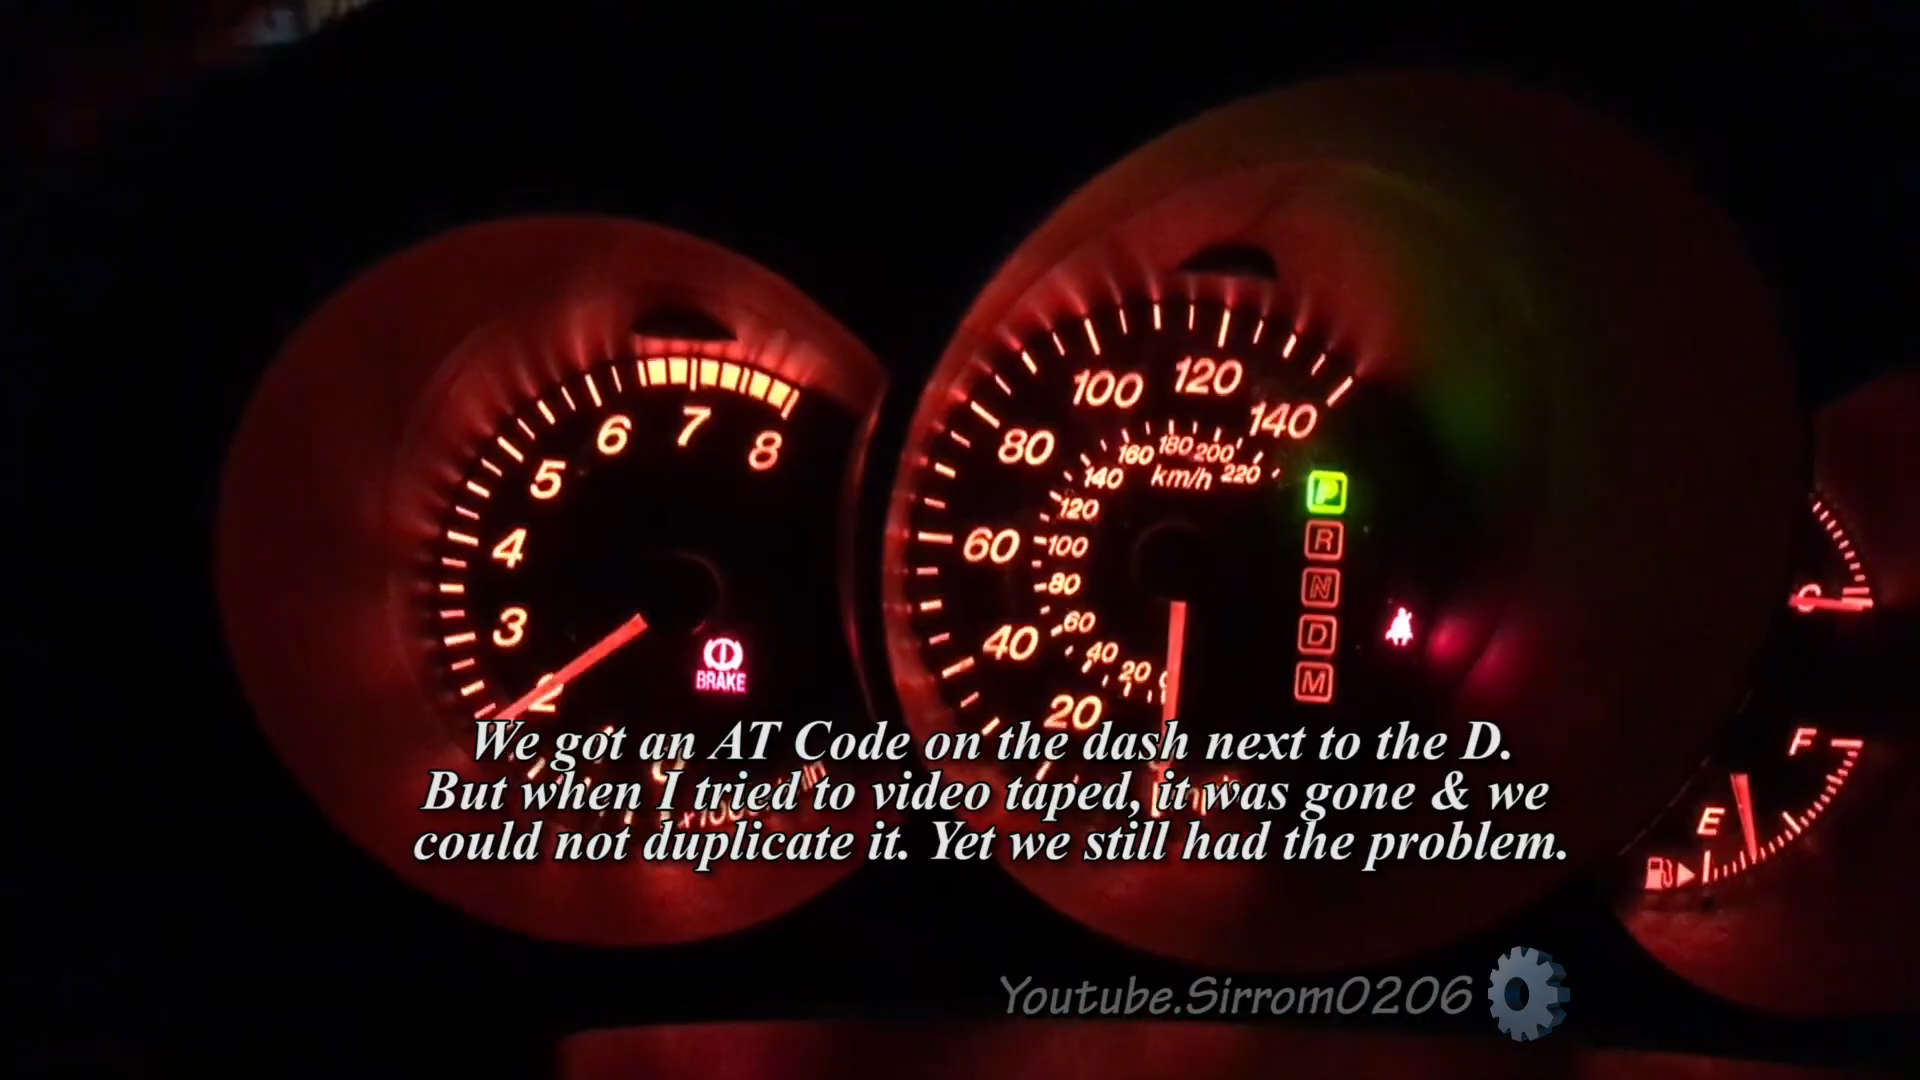 8
7
6
5
4
3
2
BRAKE
140
120
100
80
60
40
20
220
200
180
160
140
120
100
80
60
40
20
km/h
P
R
N
D
M
C
F
E
We got an AT Code on the dash next to the D.
But when I tried to video taped, it was gone & we
could not duplicate it. Yet we still had the problem.
Youtube.Sirrom0206